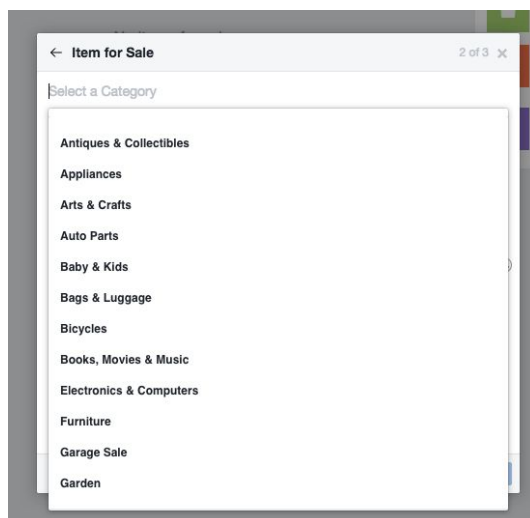 ← Item for Sale 2 of 3 ×
Select a Category
Antiques & Collectibles
Appliances
Arts & Crafts
Auto Parts
Baby & Kids
Bags & Luggage
Bicycles
Books, Movies & Music
Electronics & Computers
Furniture
Garage Sale
Garden